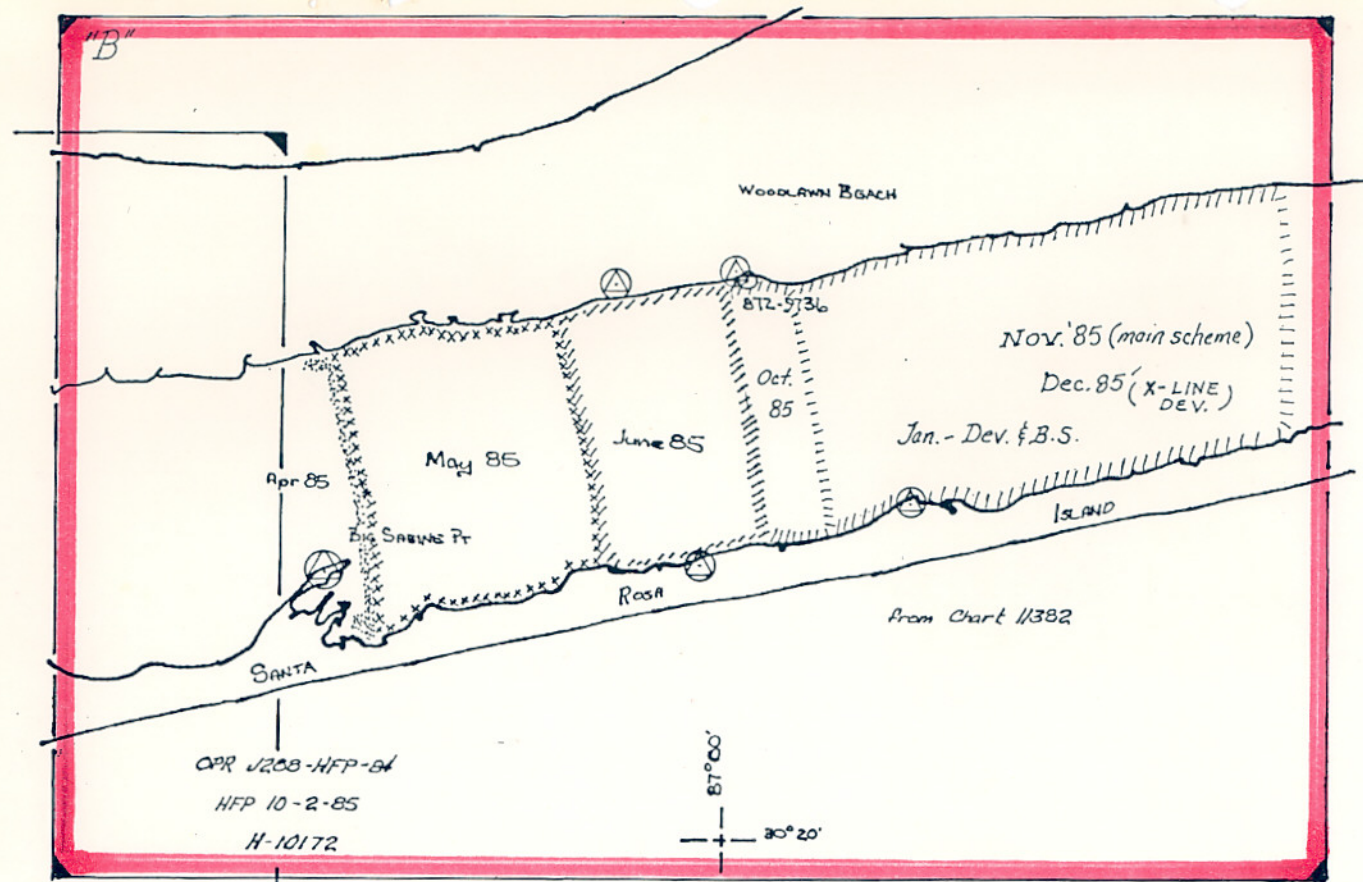 "B"
WOODLAWN BEACH
872-9736
Nov. '85 (main scheme)
Dec. 85 (X-LINE
DEV.)
Oct.
85
Jan. - Dev. & B.S.
June 85
May 85
Apr 85
BIG SABINE PT
ISLAND
ROSA
from Chart 11382
SANTA
OPR J288-HFP-84
HFP 10-2-85
H-10172
87°00'
30°20'